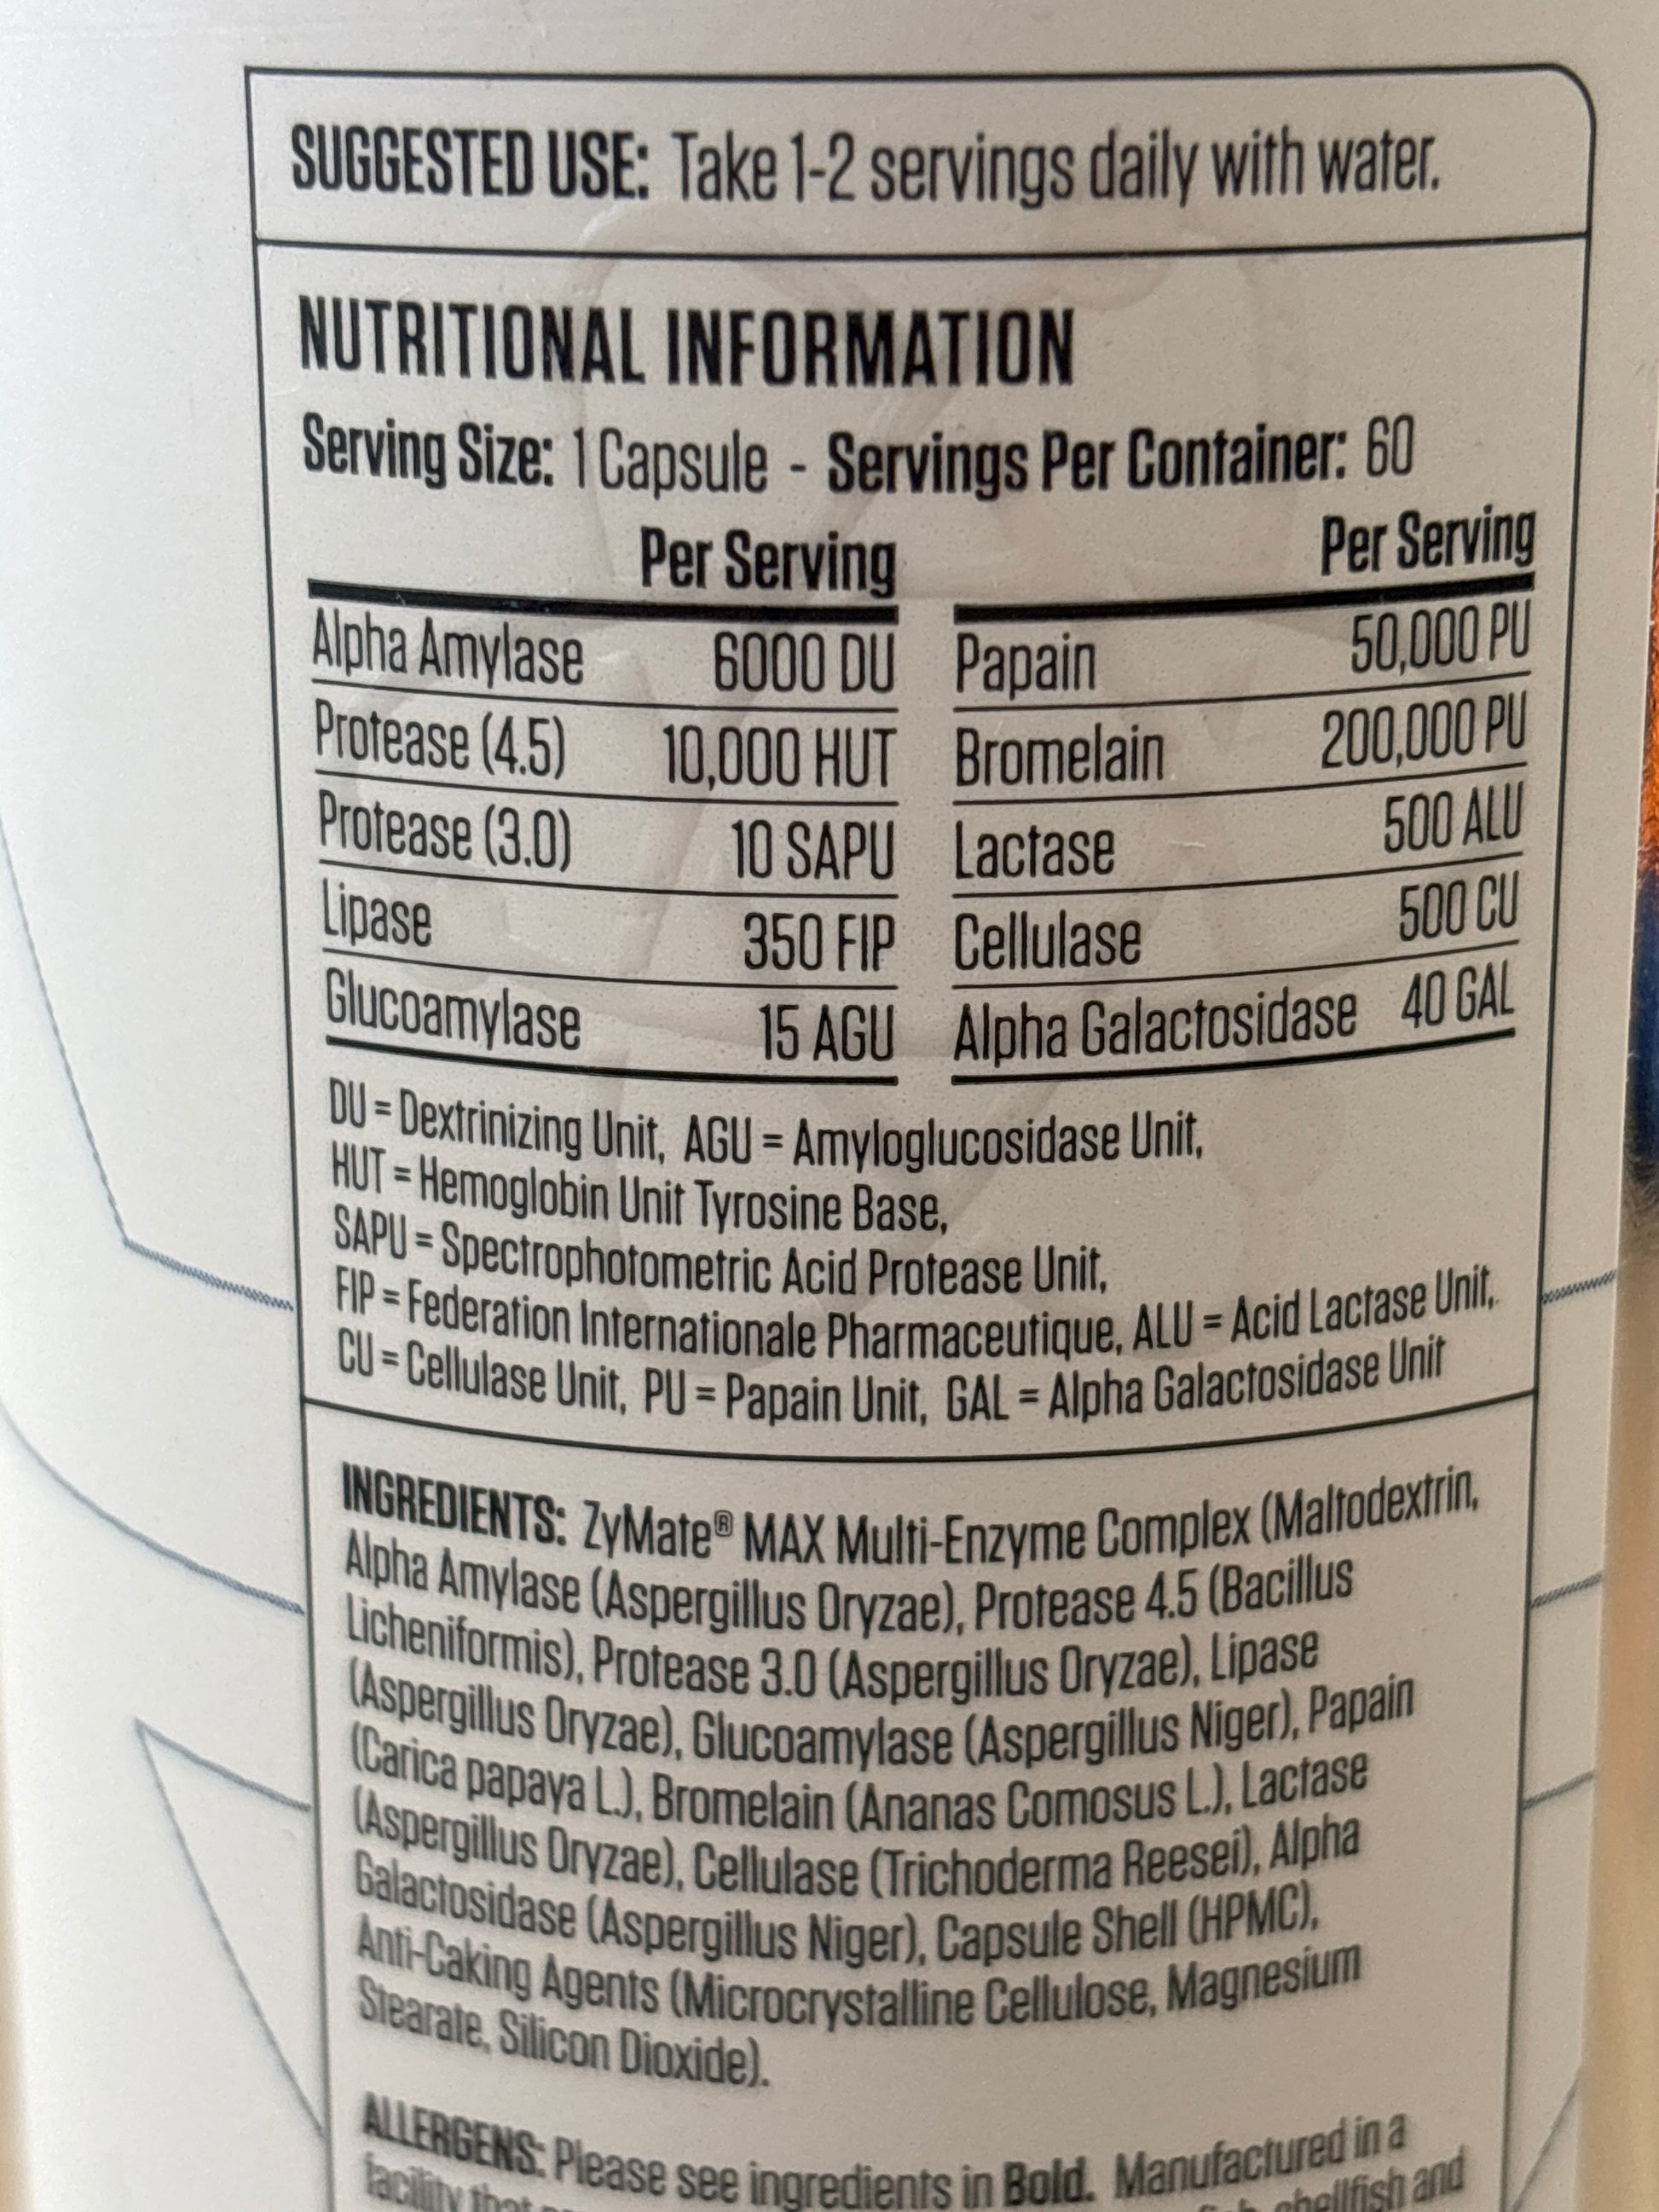 SUGGESTED USE: Take 1-2 servings daily with water.
NUTRITIONAL INFORMATION
Serving Size: 1 Capsule - Servings Per Container: 60
Per Serving
Alpha Amylase 6000 DU
Protease (4.5) 10,000 HUT
Protease (3.0) 10 SAPU
Lipase 350 FIP
Glucoamylase 15 AGU
Per Serving
Papain 50,000 PU
Bromelain 200,000 PU
Lactase 500 ALU
Cellulase 500 CU
Alpha Galactosidase 40 GAL
DU = Dextrinizing Unit, AGU = Amyloglucosidase Unit,
HUT = Hemoglobin Unit Tyrosine Base,
SAPU = Spectrophotometric Acid Protease Unit,
FIP = Federation Internationale Pharmaceutique, ALU = Acid Lactase Unit,
CU = Cellulase Unit, PU = Papain Unit, GAL = Alpha Galactosidase Unit
INGREDIENTS: ZyMate® MAX Multi-Enzyme Complex (Maltodextrin,
Alpha Amylase (Aspergillus Oryzae), Protease 4.5 (Bacillus
Licheniformis), Protease 3.0 (Aspergillus Oryzae), Lipase
(Aspergillus Oryzae), Glucoamylase (Aspergillus Niger), Papain
(Carica papaya L.), Bromelain (Ananas Comosus L.), Lactase
(Aspergillus Oryzae), Cellulase (Trichoderma Reesei), Alpha
Galactosidase (Aspergillus Niger), Capsule Shell (HPMC),
Anti-Caking Agents (Microcrystalline Cellulose, Magnesium
Stearate, Silicon Dioxide).
ALLERGENS: Please see ingredients in Bold. Manufactured in a
facility that shellfish and